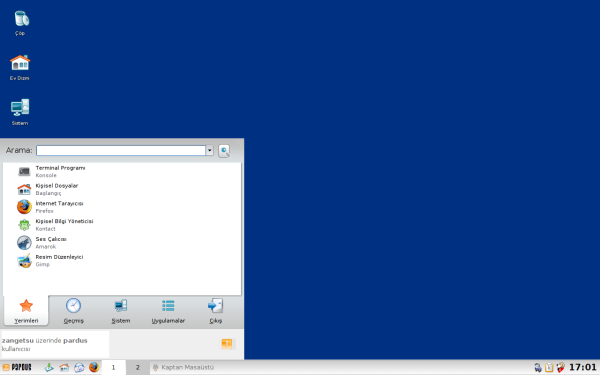 Çöp
Ev Dizini
Sistem
Arama:
Terminal Programı
Konsole
Kişisel Dosyalar
Başlangıç
İnternet Tarayıcısı
Firefox
Kişisel Bilgi Yöneticisi
Kontact
Ses Çalıcısı
Amarok
Resim Düzenleyici
Gimp
Yerimleri
Geçmiş
Sistem
Uygulamalar
Çıkış
zangetsu üzerinde pardus
kullanıcısı
PARDUS
1
2
Kaptan Masaüstü
17:01